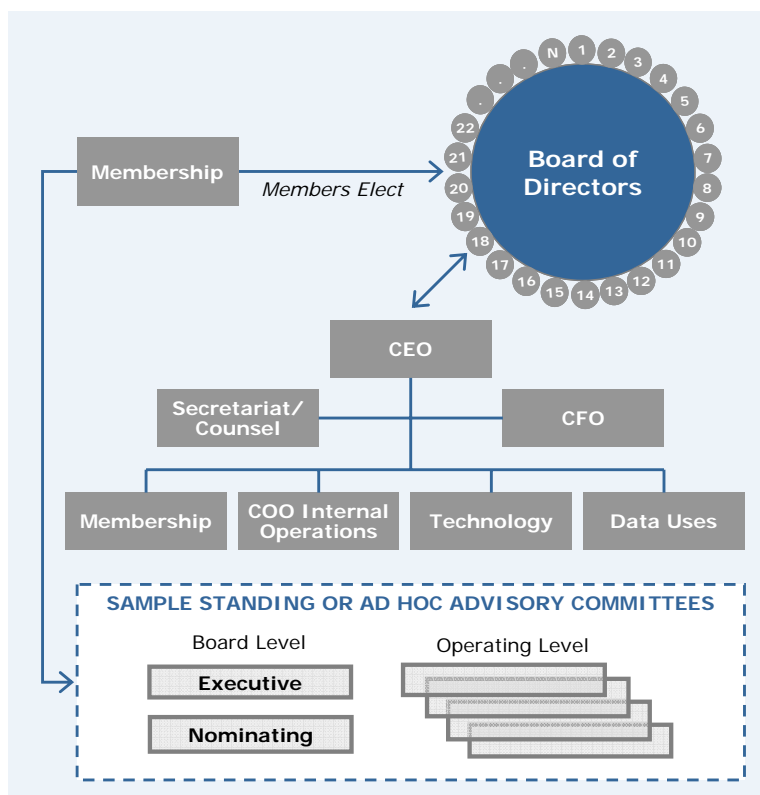 N
1
2
3
4
5
6
7
8
9
10
11
12
13
14
15
16
17
18
19
20
21
22
.
.
.
Board of
Directors
Membership
Members Elect
CEO
Secretariat/
Counsel
CFO
Membership
COO Internal
Operations
Technology
Data Uses
SAMPLE STANDING OR AD HOC ADVISORY COMMITTEES
Board Level
Operating Level
Executive
Nominating